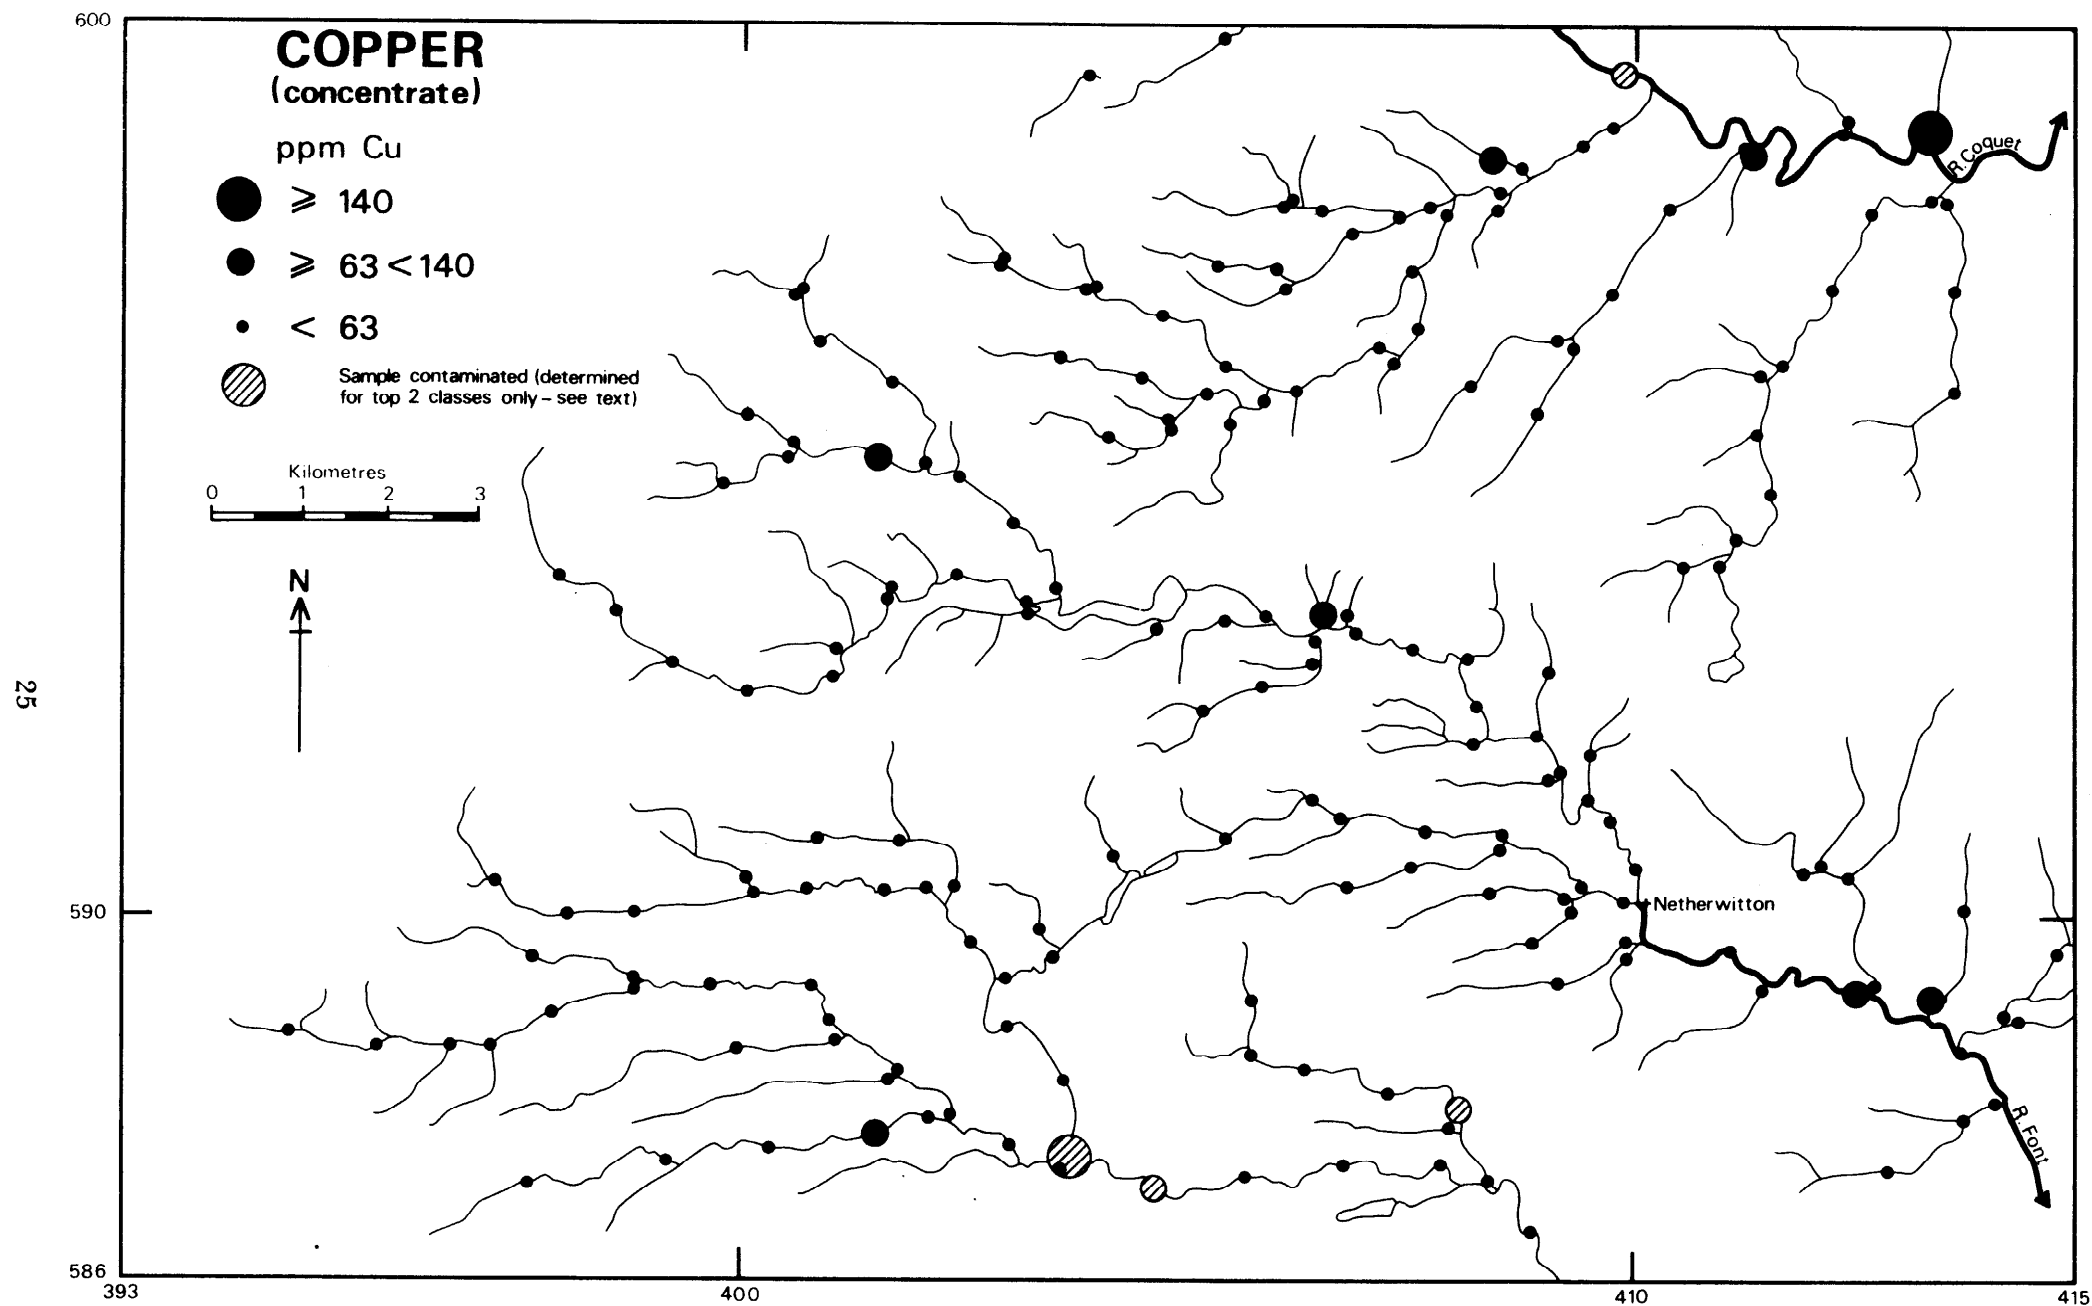 600
COPPER
(concentrate)
ppm Cu
⩾ 140
⩾ 63 < 140
< 63
Sample contaminated (determined
for top 2 classes only – see text)
Kilometres
0 1 2 3
N
R. Coquet
25
590
Netherwitton
R. Font
586
393 400 410 415